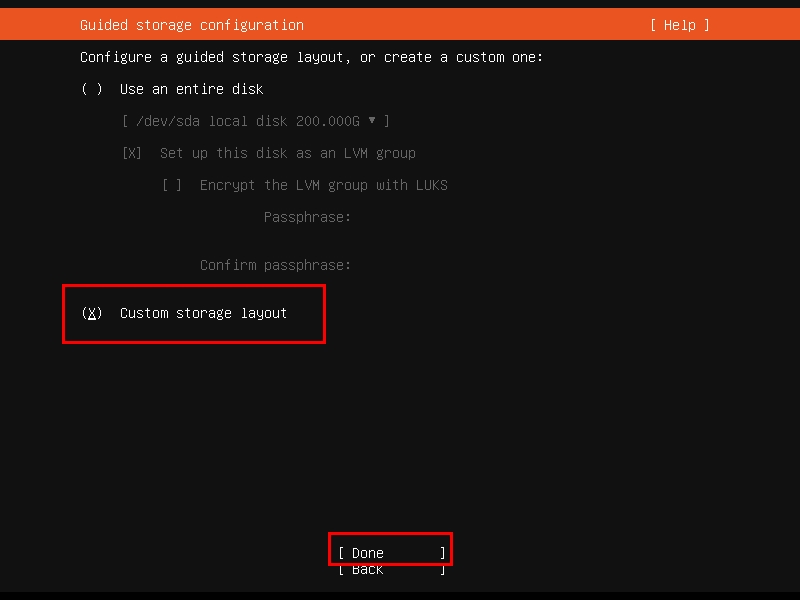 Guided storage configuration [ Help ]
Configure a guided storage layout, or create a custom one:
( ) Use an entire disk
[ /dev/sda local disk 200.000G ▾ ]
[X] Set up this disk as an LVM group
[ ] Encrypt the LVM group with LUKS
Passphrase:
Confirm passphrase:
(X) Custom storage layout
[ Done ]
[ Back ]